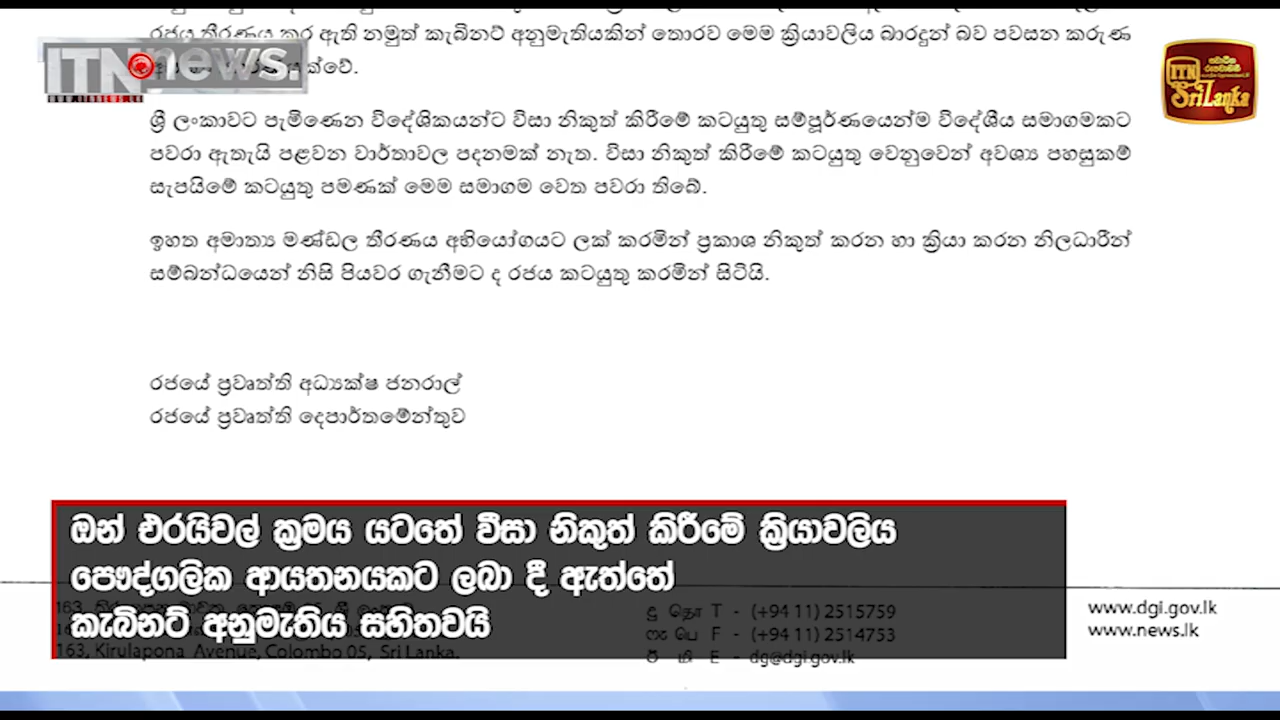 රජය තීරණය කර ඇති නමුත් කැබිනට් අනුමැතියකින් තොරව මෙම ක්‍රියාවලිය බාරදුන් බව පවසන කරුණ
ක්වේ.
ITN news.
WWW.ITNNEWS.LK
ITN
Sri Lanka
ශ්‍රී ලංකාවට පැමිණෙන විදේශිකයන්ට විසා නිකුත් කිරීමේ කටයුතු සම්පූර්ණයෙන්ම විදේශීය සමාගමකට
පවරා ඇතැයි පළවන වාර්තාවල පදනමක් නැත. විසා නිකුත් කිරීමේ කටයුතු වෙනුවෙන් අවශ්‍ය පහසුකම්
සැපයීමේ කටයුතු පමණක් මෙම සමාගම වෙත පවරා තිබේ.
ඉහත අමාත්‍ය මණ්ඩල තීරණය අභියෝගයට ලක් කරමින් ප්‍රකාශ නිකුත් කරන හා ක්‍රියා කරන නිලධාරීන්
සම්බන්ධයෙන් නිසි පියවර ගැනීමට ද රජය කටයුතු කරමින් සිටියි.
රජයේ ප්‍රවෘත්ති අධ්‍යක්ෂ ජනරාල්
රජයේ ප්‍රවෘත්ති දෙපාර්තමේන්තුව
ඔන් එරයිවල් ක්‍රමය යටතේ වීසා නිකුත් කිරීමේ ක්‍රියාවලිය
පෞද්ගලික ආයතනයකට ලබා දී ඇත්තේ
කැබිනට් අනුමැතිය සහිතවයි
163, Kirulapona Avenue, Colombo 05, Sri Lanka.
දු தொ T - (+94 11) 2515759
ෆැ பெ F - (+94 11) 2514753
ඊ மி E - dg@dgi.gov.lk
www.dgi.gov.lk
www.news.lk